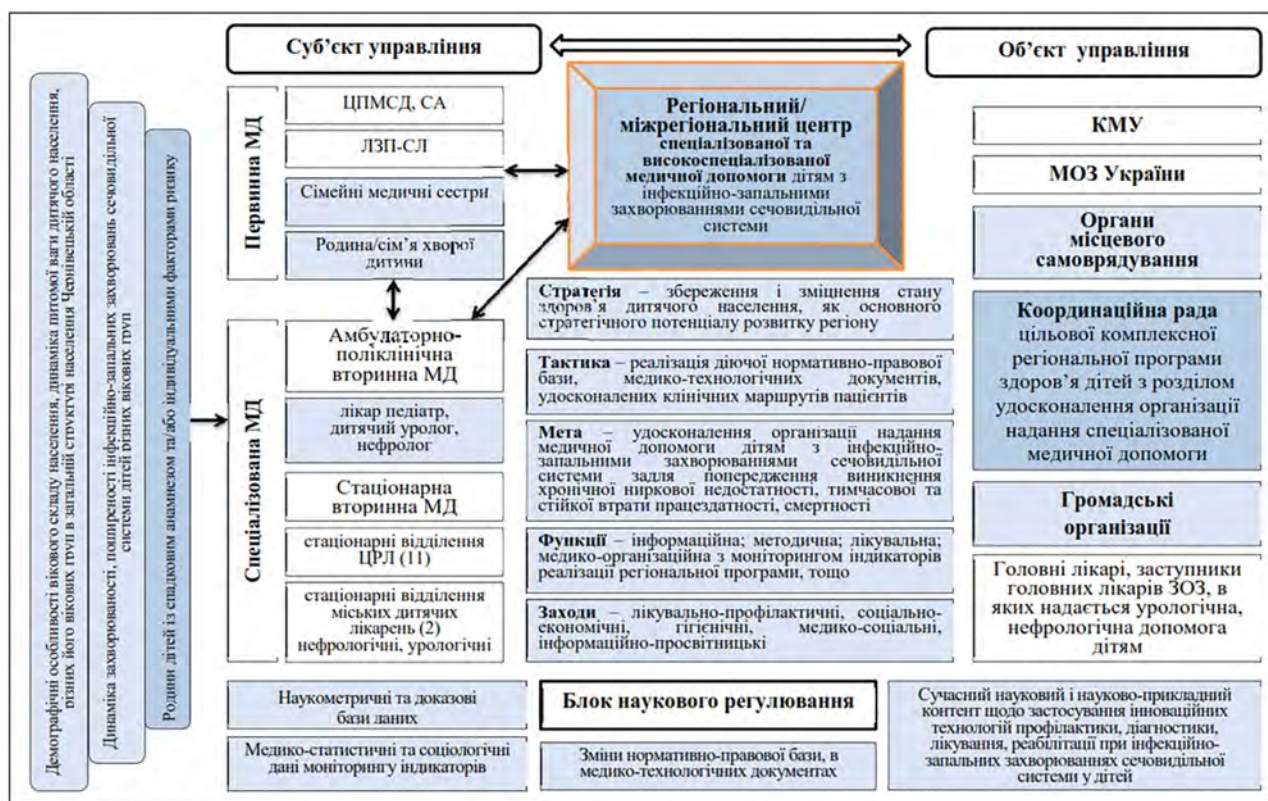 Суб’єкт управління
Об’єкт управління
Демографічні особливості вікового складу населення, динаміка питомої ваги дитячого населення,
різних його вікових груп в загальній структурі населення Чернівецькій області
Динаміка захворюваності, поширеності інфекційно-запальних захворювань сечовидільної
системи дітей різних вікових груп
Родини дітей із спадковим анамнезом та/або індивідуальними факторами ризику
Первинна МД
ЦПМСД, СА
ЛЗП-СЛ
Сімейні медичні сестри
Родина/сім’я хворої
дитини
Спеціалізована МД
Амбулаторно-
поліклінічна
вторинна МД
лікар педіатр,
дитячий уролог,
нефролог
Стаціонарна
вторинна МД
стаціонарні відділення
ЦРЛ (11)
стаціонарні відділення
міських дитячих
лікарень (2)
нефрологічні, урологічні
Регіональний/
міжрегіональний центр
спеціалізованої та
високоспеціалізованої
медичної допомоги дітям з
інфекційно-запальними
захворюваннями сечовидільної
системи
Стратегія – збереження і зміцнення стану
здоров’я дитячого населення, як основного
стратегічного потенціалу розвитку регіону
Тактика – реалізація діючої нормативно-правової
бази, медико-технологічних документів,
удосконалених клінічних маршрутів пацієнтів
Мета – удосконалення організації надання
медичної допомоги дітям з інфекційно-
запальними захворюваннями сечовидільної
системи задля попередження виникнення
хронічної ниркової недостатності, тимчасової та
стійкої втрати працездатності, смертності
Функції – інформаційна; методична; лікувальна;
медико-організаційна з моніторингом індикаторів
реалізації регіональної програми, тощо
Заходи – лікувально-профілактичні, соціально-
економічні, гігієнічні, медико-соціальні,
інформаційно-просвітницькі
КМУ
МОЗ України
Органи
місцевого
самоврядування
Координаційна рада
цільової комплексної
регіональної програми
здоров’я дітей з розділом
удосконалення організації
надання спеціалізованої
медичної допомоги
Громадські
організації
Головні лікарі, заступники
головних лікарів ЗОЗ, в
яких надається урологічна,
нефрологічна допомога
дітям
Наукометричні та доказові
бази даних
Медико-статистичні та соціологічні
дані моніторингу індикаторів
Блок наукового регулювання
Зміни нормативно-правової бази, в
медико-технологічних документах
Сучасний науковий і науково-прикладний
контент щодо застосування інноваційних
технологій профілактики, діагностики,
лікування, реабілітації при інфекційно-
запальних захворюваннях сечовидільної
системи у дітей